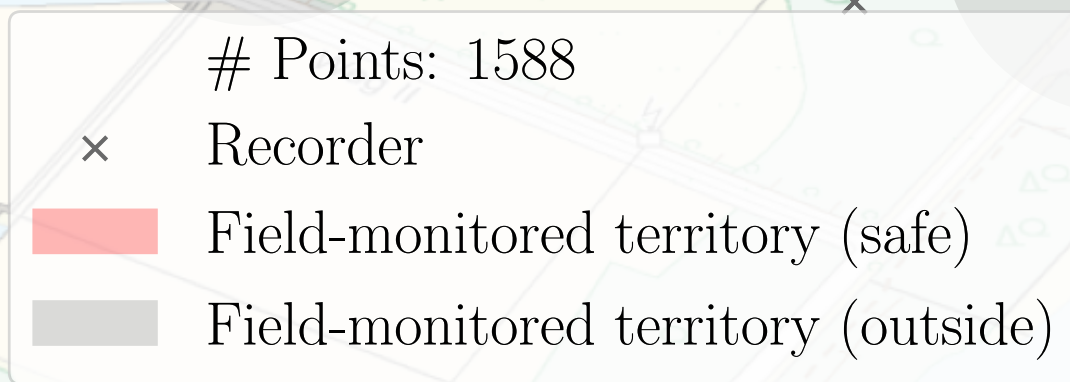 # Points: 1588
Recorder
Field-monitored territory (safe)
Field-monitored territory (outside)